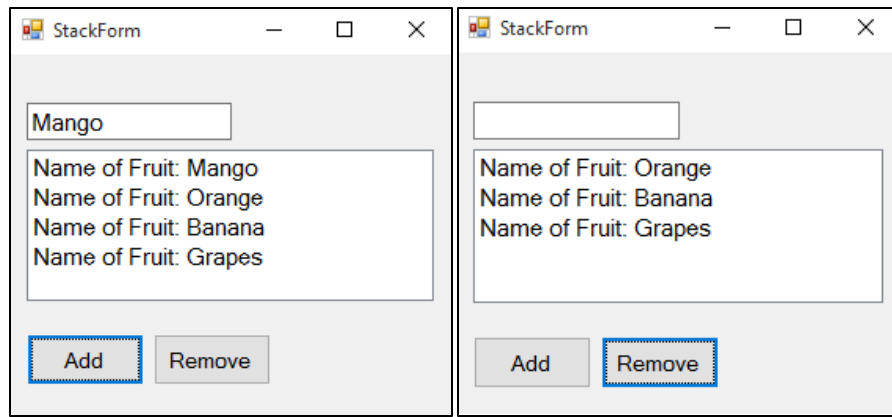 StackForm
Mango
Name of Fruit: Mango
Name of Fruit: Orange
Name of Fruit: Banana
Name of Fruit: Grapes
Add
Remove
StackForm
Name of Fruit: Orange
Name of Fruit: Banana
Name of Fruit: Grapes
Add
Remove